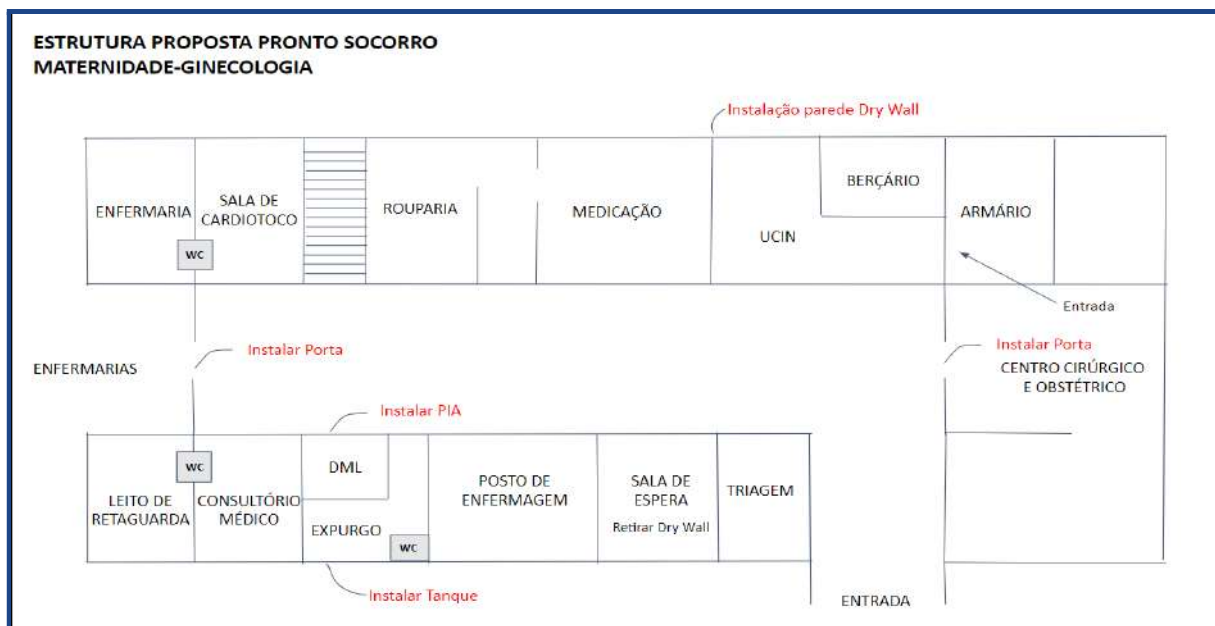 ESTRUTURA PROPOSTA PRONTO SOCORRO
MATERNIDADE-GINECOLOGIA
Instalação parede Dry Wall
ENFERMARIA
SALA DE
CARDIOTOCO
WC
ROUPARIA
MEDICAÇÃO
UCIN
BERÇÁRIO
ARMÁRIO
Entrada
ENFERMARIAS
Instalar Porta
Instalar Porta
CENTRO CIRÚRGICO
E OBSTÉTRICO
Instalar PIA
WC
LEITO DE
RETAGUARDA
CONSULTÓRIO
MÉDICO
DML
EXPURGO
WC
POSTO DE
ENFERMAGEM
SALA DE
ESPERA
Retirar Dry Wall
TRIAGEM
Instalar Tanque
ENTRADA